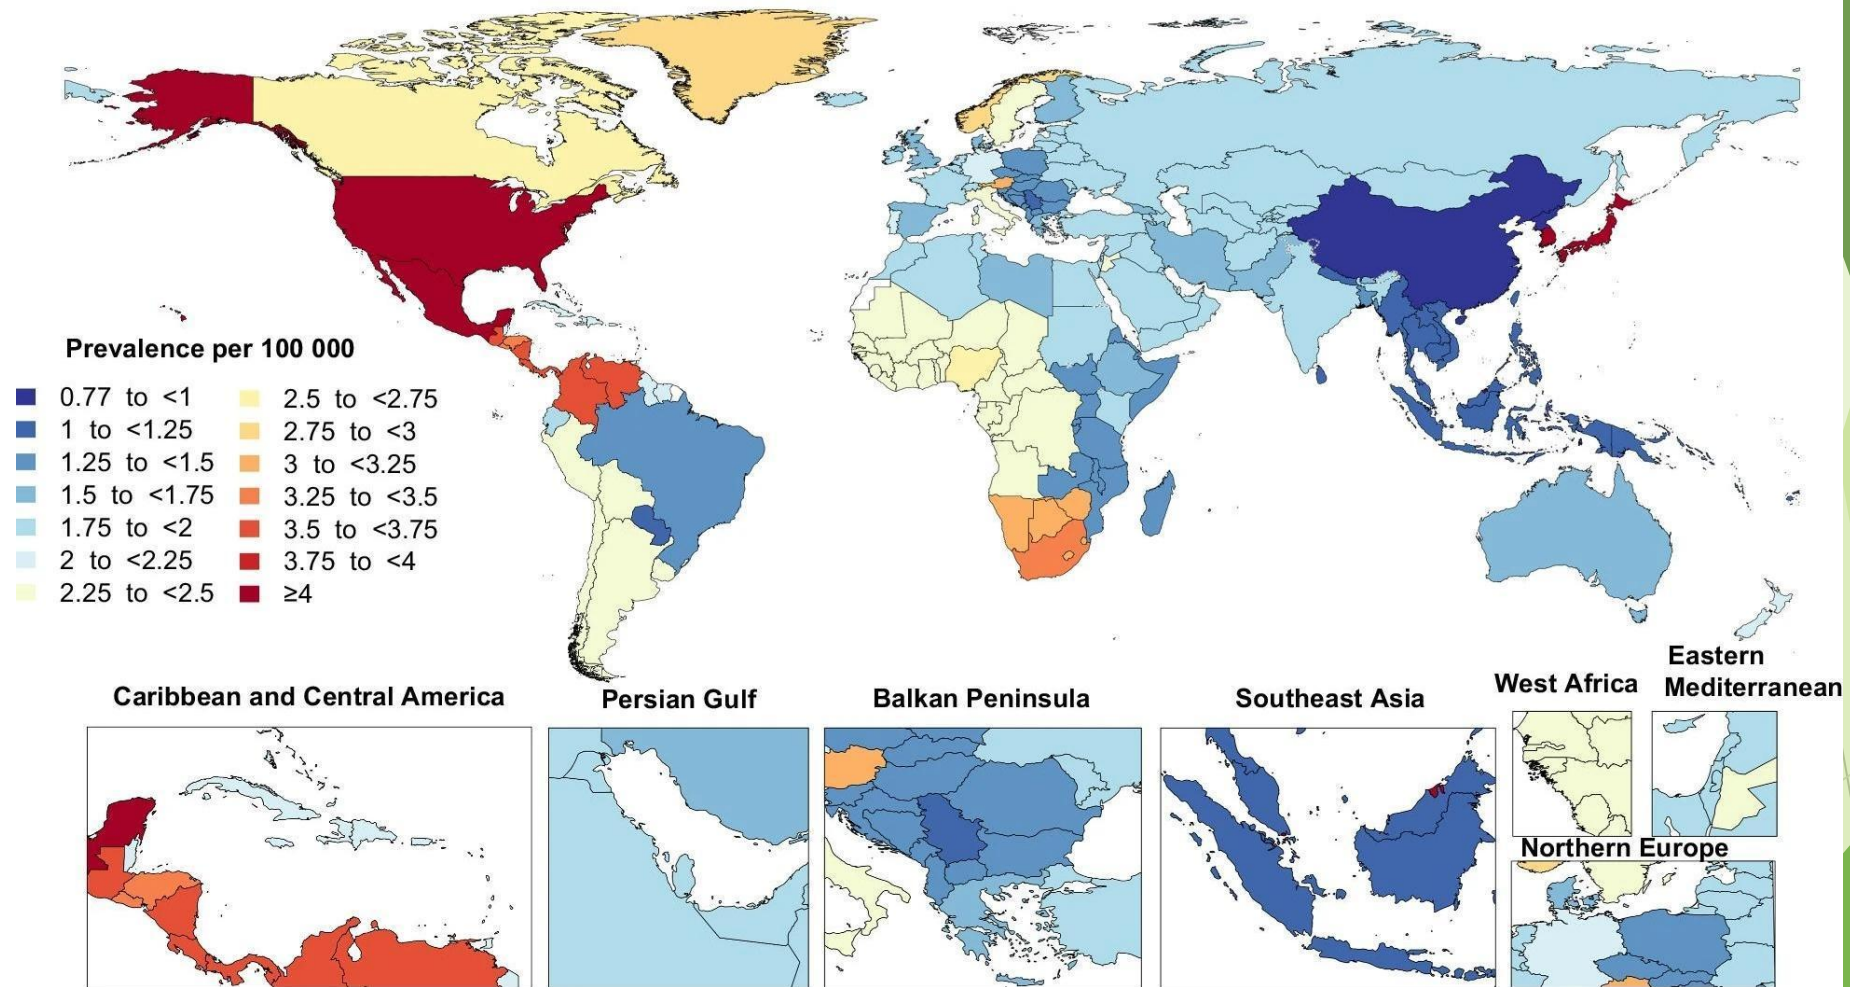 Prevalence per 100 000
0.77 to <1
1 to <1.25
1.25 to <1.5
1.5 to <1.75
1.75 to <2
2 to <2.25
2.25 to <2.5
2.5 to <2.75
2.75 to <3
3 to <3.25
3.25 to <3.5
3.5 to <3.75
3.75 to <4
≥4
Caribbean and Central America
Persian Gulf
Balkan Peninsula
Southeast Asia
West Africa
Eastern
Mediterranean
Northern Europe